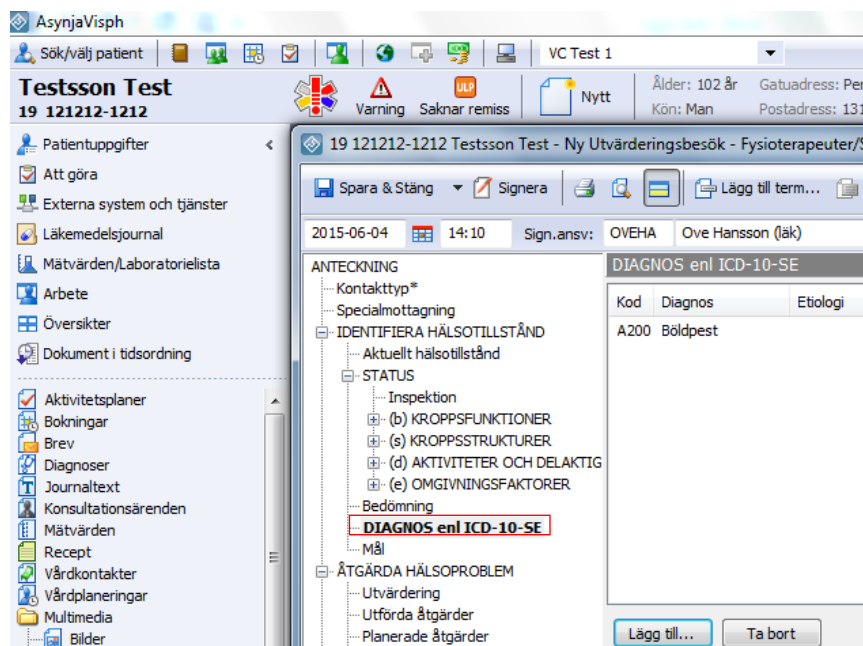 AsynjaVisph
Sök/välj patient
VC Test 1
Testsson Test
19 121212-1212
Varning
Saknar remiss
ULP
Nytt
Ålder: 102 år
Kön: Man
Gatuadress: Per
Postadress: 131
Patientuppgifter
Att göra
Externa system och tjänster
Läkemedelsjournal
Mätvärden/Laboratorielista
Arbete
Översikter
Dokument i tidsordning
Aktivitetsplaner
Bokningar
Brev
Diagnoser
Journaltext
Konsultationsärenden
Mätvärden
Recept
Vårdkontakter
Vårdplaneringar
Multimedia
Bilder
19 121212-1212 Testsson Test - Ny Utvärderingsbesök - Fysioterapeuter/S
Spara & Stäng
Signera
Lägg till term...
2015-06-04
14:10
Sign.ansv:
OVEHA
Ove Hansson (läk)
ANTECKNING
Kontakttyp*
Specialmottagning
IDENTIFIERA HÄLSOTILLSTÅND
Aktuellt hälsotillstånd
STATUS
Inspektion
(b) KROPPSFUNKTIONER
(s) KROPPSSTRUKTURER
(d) AKTIVITETER OCH DELAKTIG
(e) OMGIVNINGSFAKTORER
Bedömning
DIAGNOS enl ICD-10-SE
Mål
ÅTGÄRDA HÄLSOPROBLEM
Utvärdering
Utförda åtgärder
Planerade åtgärder
DIAGNOS enl ICD-10-SE
Kod Diagnos Etiologi
A200 Böldpest
Lägg till...
Ta bort